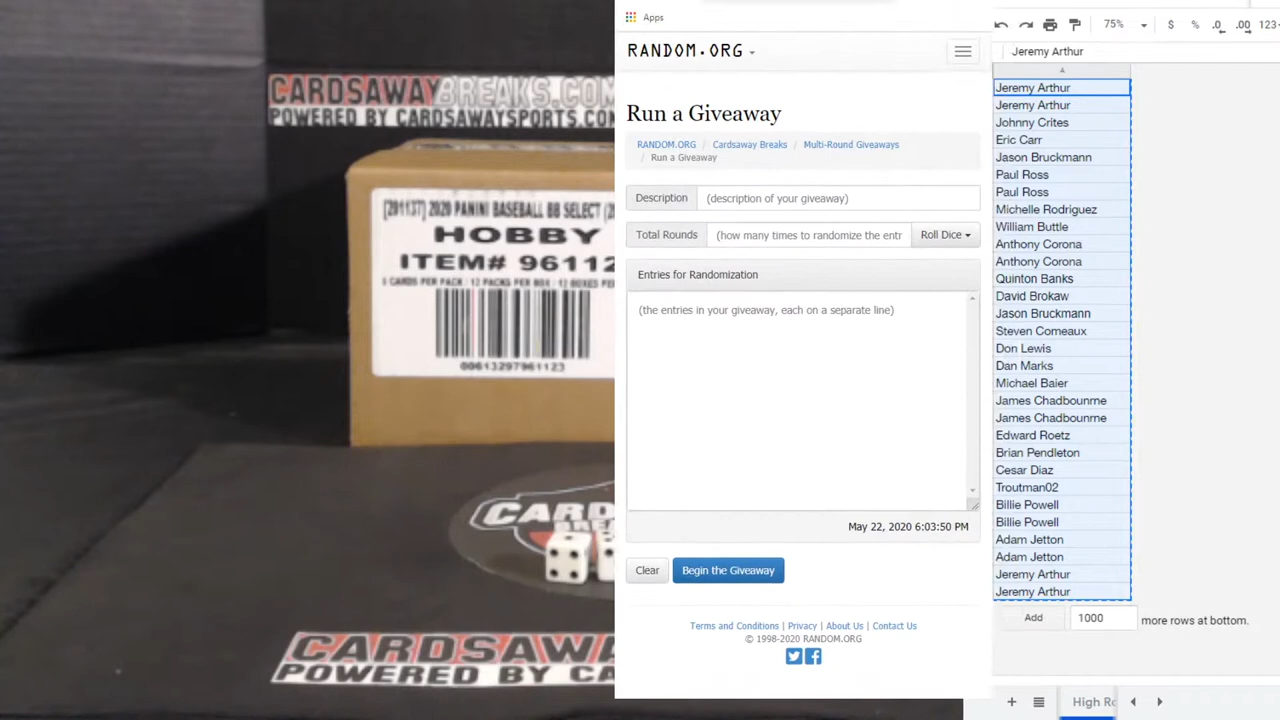 CARDSAWAYBREAKS.COM
POWERED BY CARDSAWAYSPORTS.COM
HOBBY
ITEM# 96112
00613297961123
CARD
BREAK
CARDSAWA
POWERED BY CA
Apps
RANDOM.ORG
Run a Giveaway
RANDOM.ORG / Cardsaway Breaks / Multi-Round Giveaways
/ Run a Giveaway
Description (description of your giveaway)
Total Rounds (how many times to randomize the entr Roll Dice
Entries for Randomization
(the entries in your giveaway, each on a separate line)
May 22, 2020 6:03:50 PM
Clear Begin the Giveaway
Terms and Conditions | Privacy | About Us | Contact Us
© 1998-2020 RANDOM.ORG
75% $ % .0 .00 123
Jeremy Arthur
Jeremy Arthur
Jeremy Arthur
Johnny Crites
Eric Carr
Jason Bruckmann
Paul Ross
Paul Ross
Michelle Rodriguez
William Buttle
Anthony Corona
Anthony Corona
Quinton Banks
David Brokaw
Jason Bruckmann
Steven Comeaux
Don Lewis
Dan Marks
Michael Baier
James Chadbourne
James Chadbourne
Edward Roetz
Brian Pendleton
Cesar Diaz
Troutman02
Billie Powell
Billie Powell
Adam Jetton
Adam Jetton
Jeremy Arthur
Jeremy Arthur
Add 1000 more rows at bottom.
High Ro